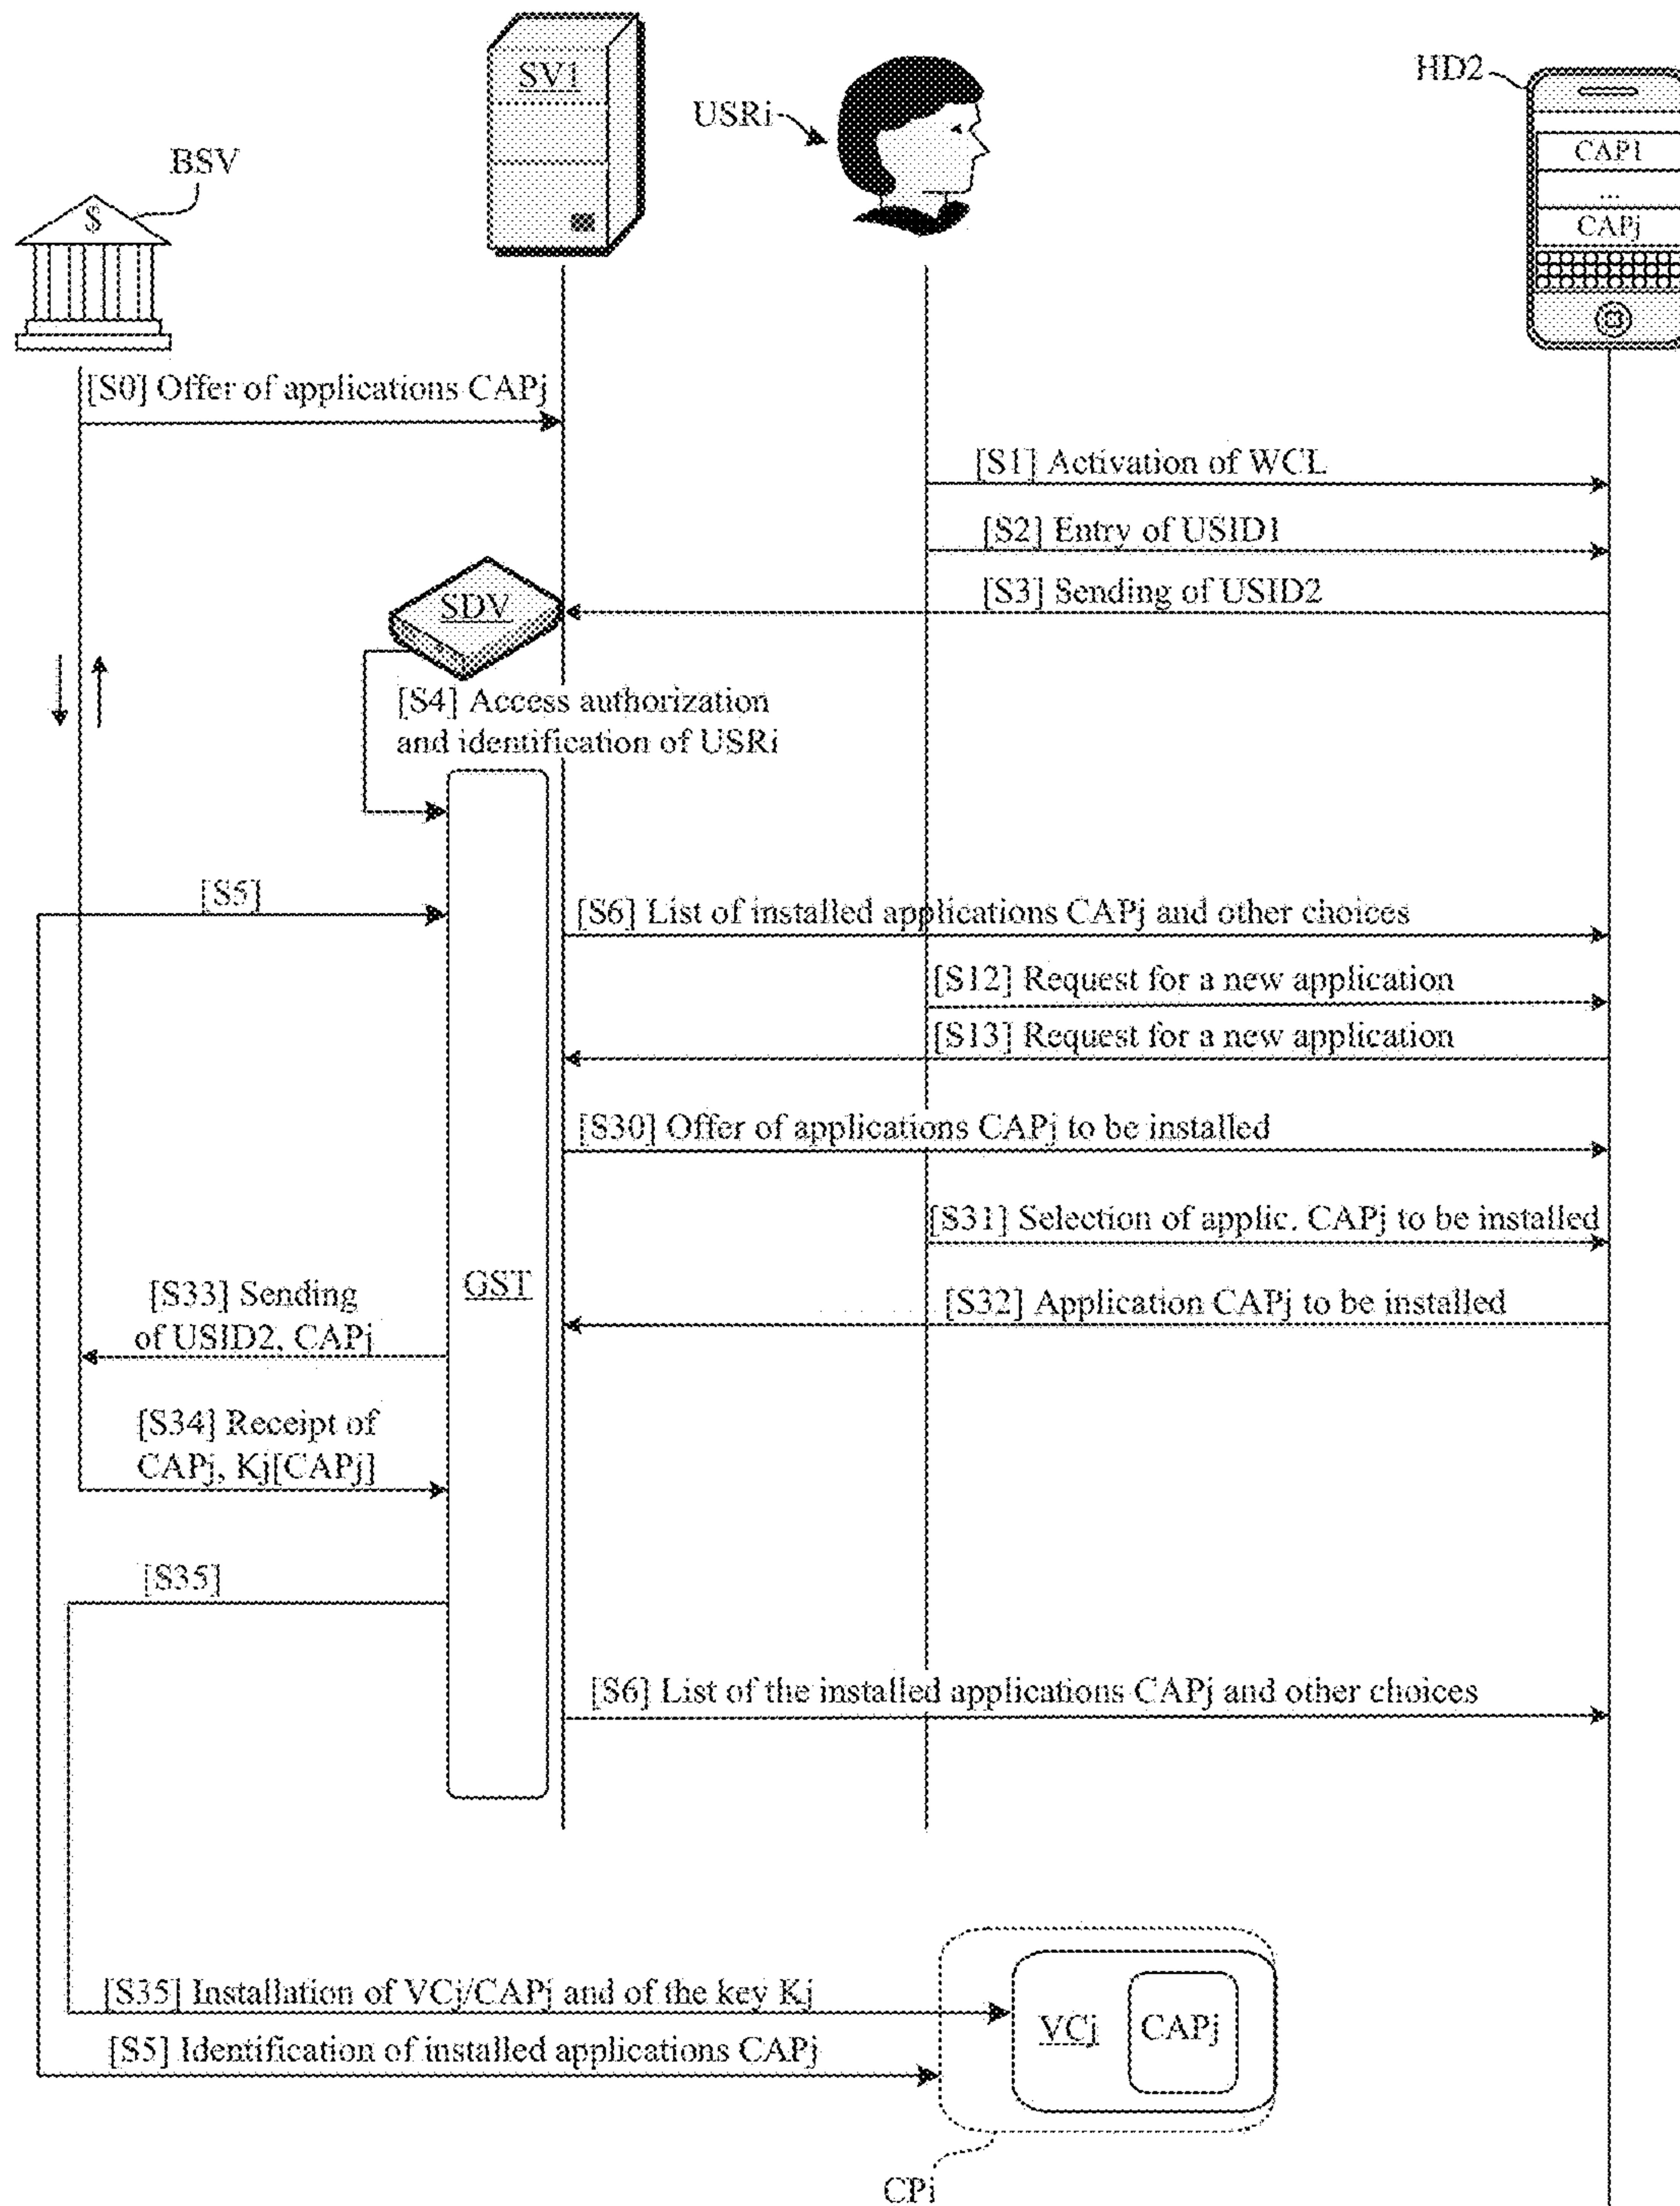 SV1
HD2
USRi
CAP1
...
CAPj
BSV
$
[S0] Offer of applications CAPj
[S1] Activation of WCL
[S2] Entry of USID1
[S3] Sending of USID2
SDV
[S4] Access authorization
and identification of USRi
[S5]
[S6] List of installed applications CAPj and other choices
[S12] Request for a new application
[S13] Request for a new application
[S30] Offer of applications CAPj to be installed
[S31] Selection of applic. CAPj to be installed
GST
[S33] Sending
of USID2, CAPj
[S32] Application CAPj to be installed
[S34] Receipt of
CAPj, Kj[CAPj]
[S35]
[S6] List of the installed applications CAPj and other choices
[S35] Installation of VCj/CAPj and of the key Kj
VCj
CAPj
[S5] Identification of installed applications CAPj
CPi